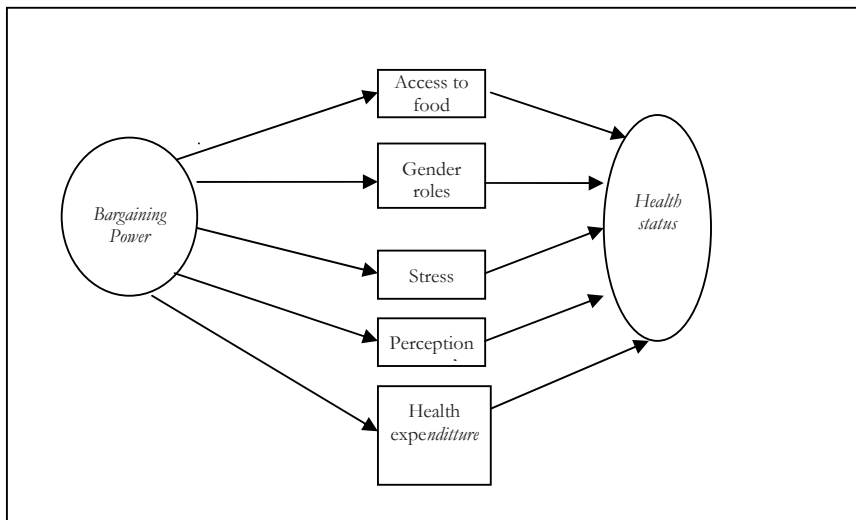 Access to
food
Gender
roles
Bargaining
Power
Health
status
Stress
Perception
Health
expenditture